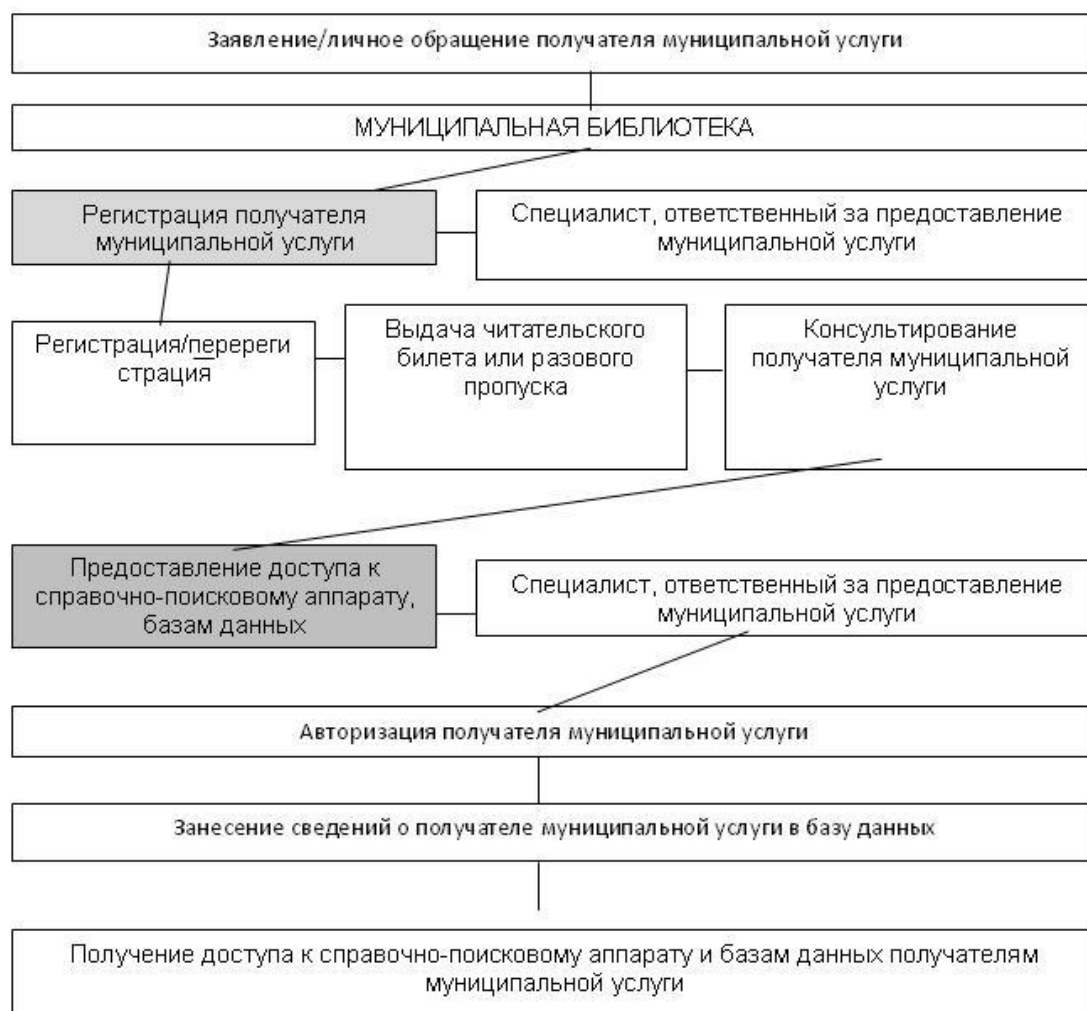 Заявление/личное обращение получателя муниципальной услуги
МУНИЦИПАЛЬНАЯ БИБЛИОТЕКА
Регистрация получателя
муниципальной услуги
Специалист, ответственный за предоставление
муниципальной услуги
Регистрация/перереги
страция
Выдача читательского
билета или разового
пропуска
Консультирование
получателя муниципальной
услуги
Предоставление доступа к
справочно-поисковому аппарату,
базам данных
Специалист, ответственный за предоставление
муниципальной услуги
Авторизация получателя муниципальной услуги
Занесение сведений о получателе муниципальной услуги в базу данных
Получение доступа к справочно-поисковому аппарату и базам данных получателям
муниципальной услуги